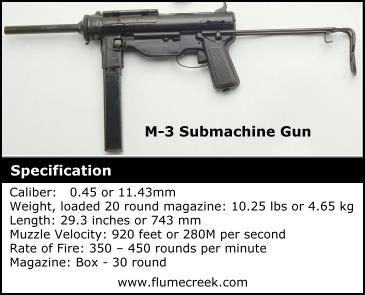 M-3 Submachine Gun
Specification
Caliber: 0.45 or 11.43mm
Weight, loaded 20 round magazine: 10.25 lbs or 4.65 kg
Length: 29.3 inches or 743 mm
Muzzle Velocity: 920 feet or 280M per second
Rate of Fire: 350 – 450 rounds per minute
Magazine: Box - 30 round
www.flumecreek.com